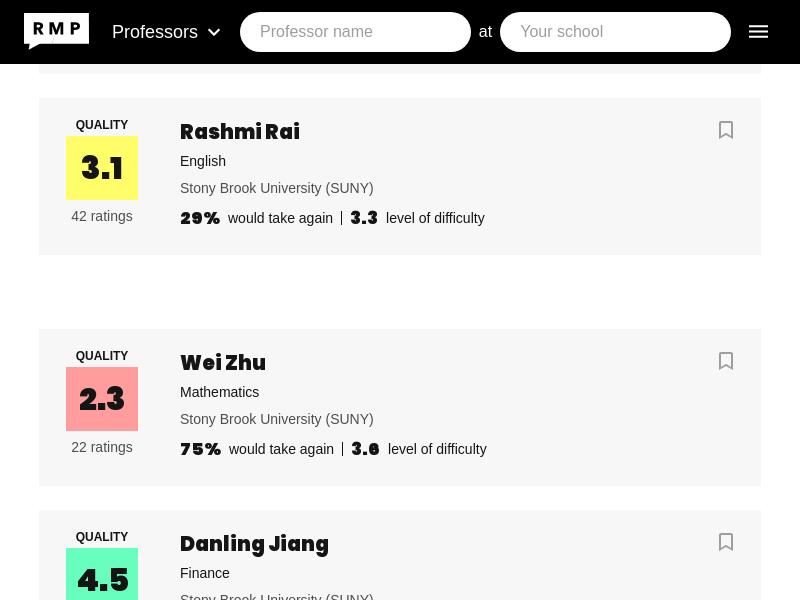 RMP
Professors
Professor name
at
Your school
QUALITY
3.1
42 ratings
Rashmi Rai
English
Stony Brook University (SUNY)
29% would take again
3.3 level of difficulty
QUALITY
2.3
22 ratings
Wei Zhu
Mathematics
Stony Brook University (SUNY)
75% would take again
3.6 level of difficulty
QUALITY
4.5
Danling Jiang
Finance
Stony Brook University (SUNY)